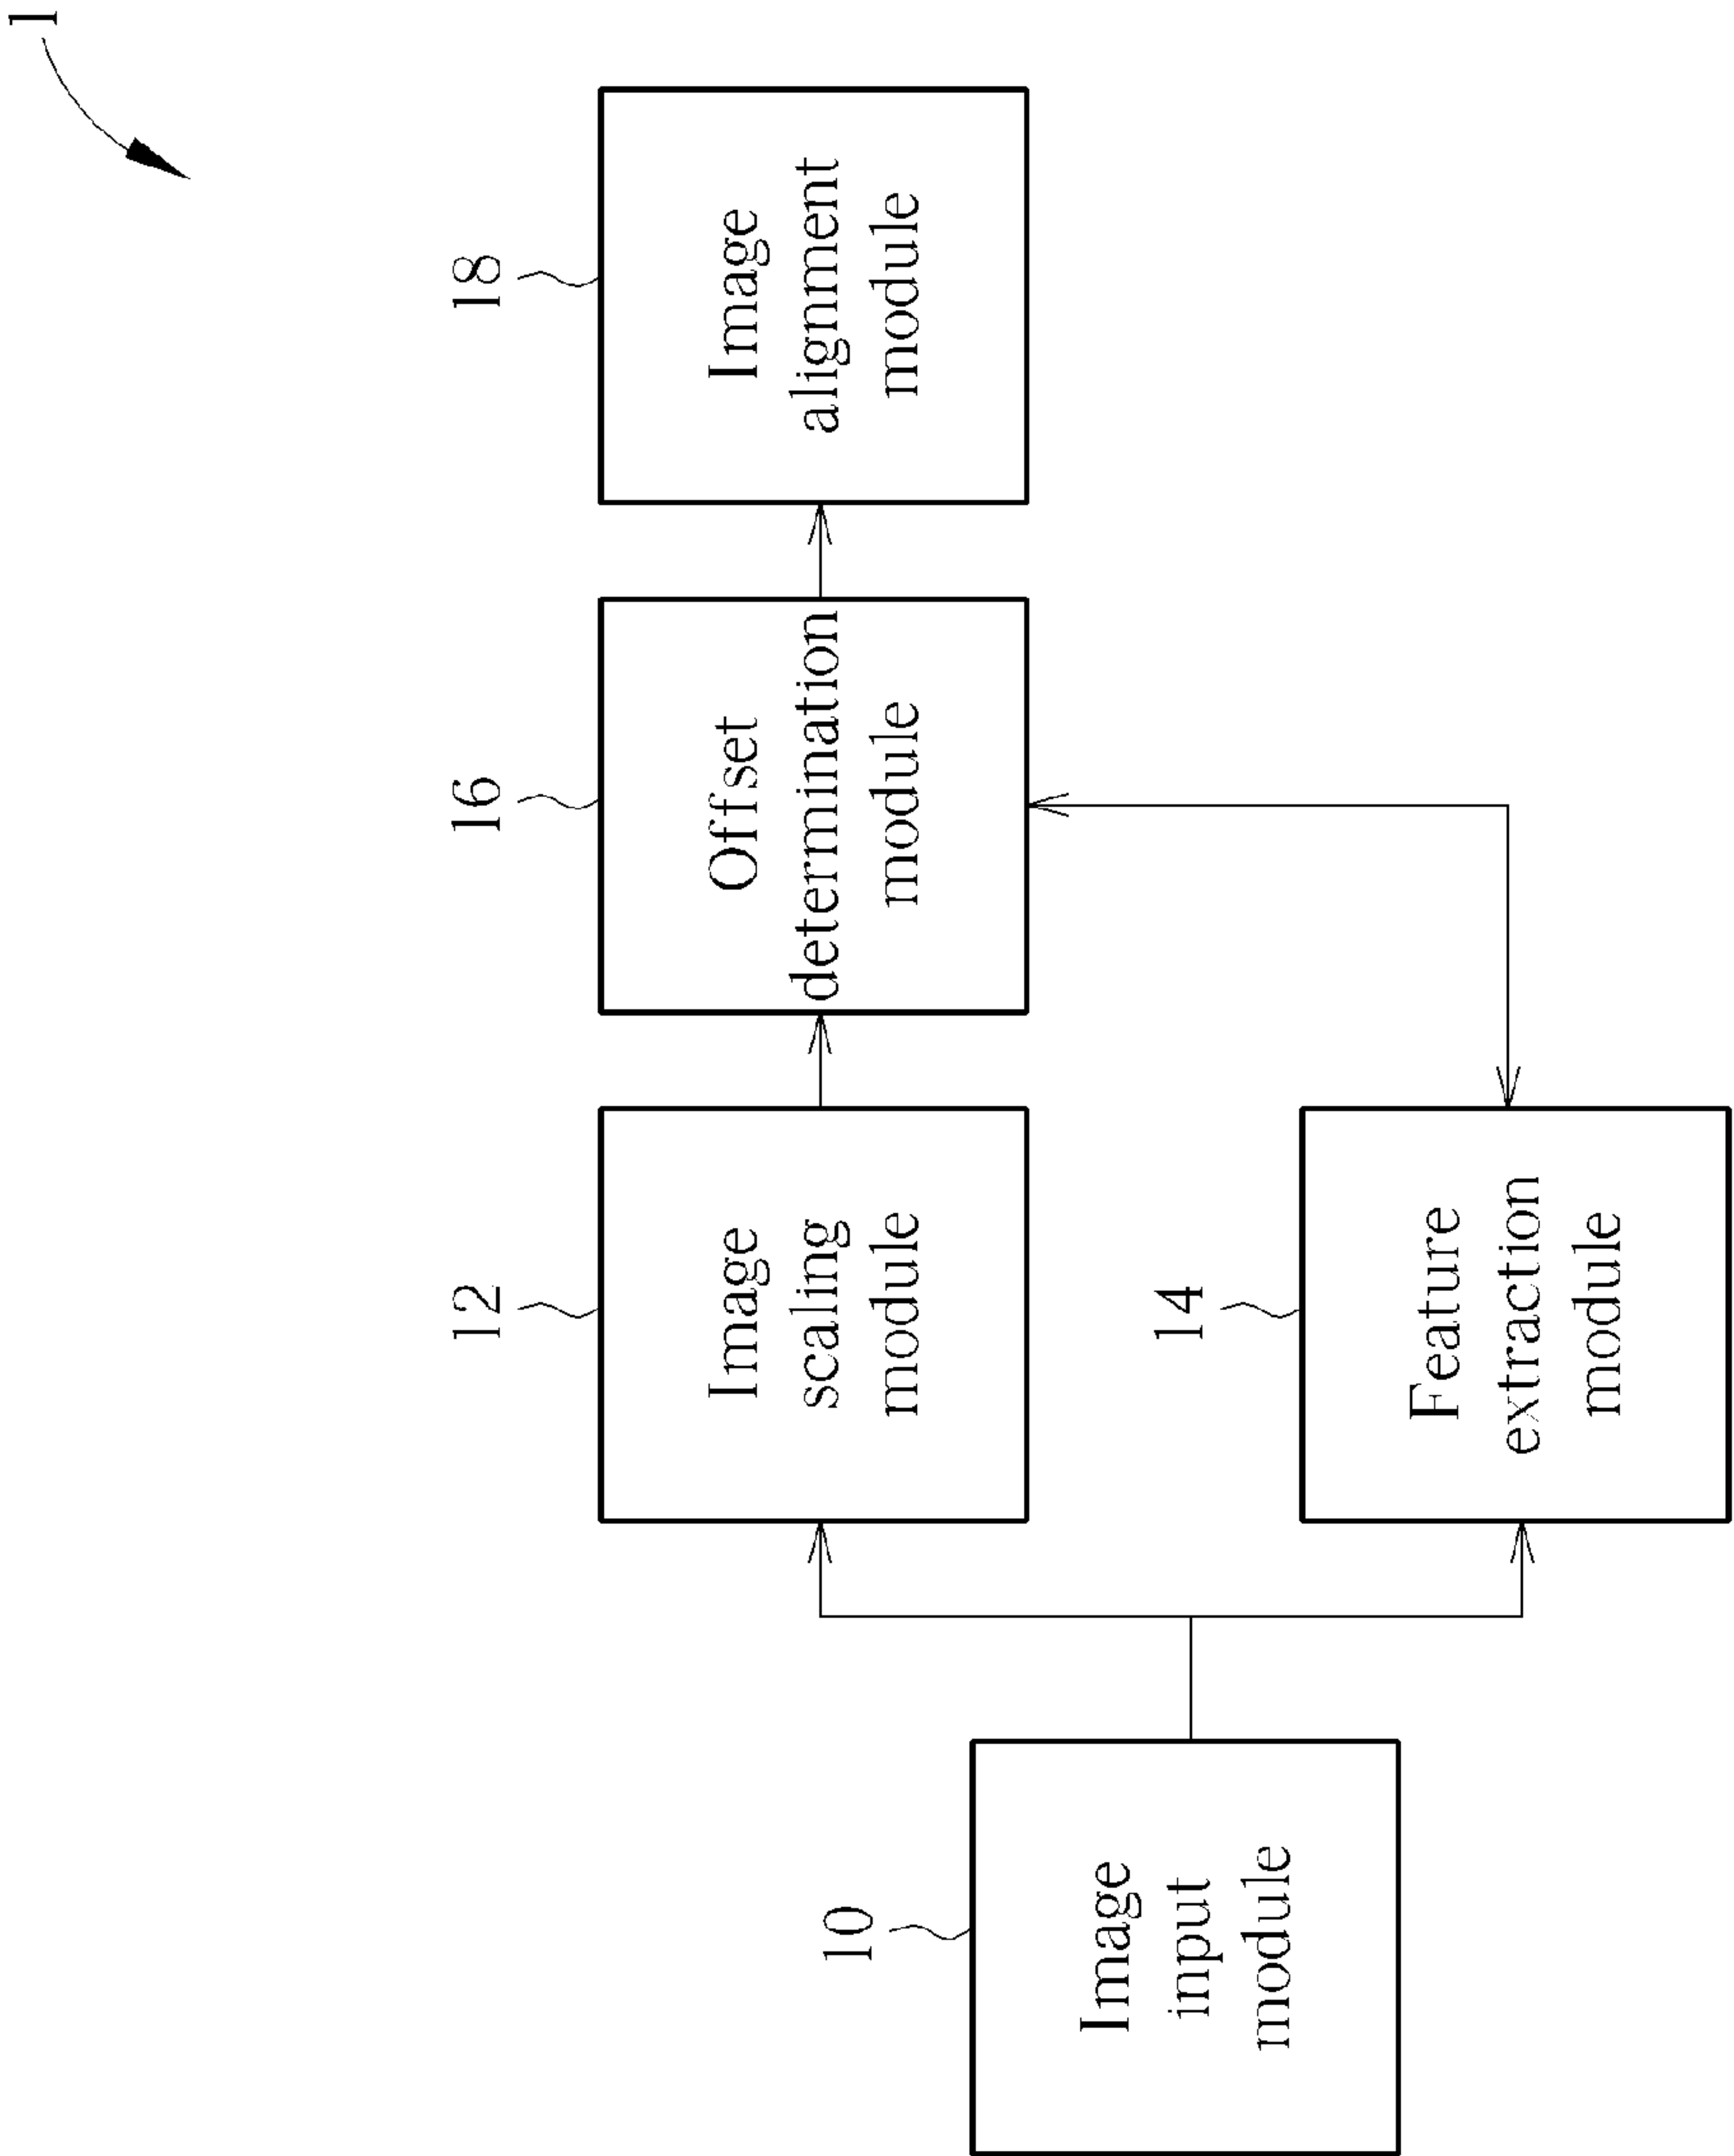 1
10
Image
input
module
12
Image
scaling
module
16
Offset
determination
module
18
Image
alignment
module
14
Feature
extraction
module